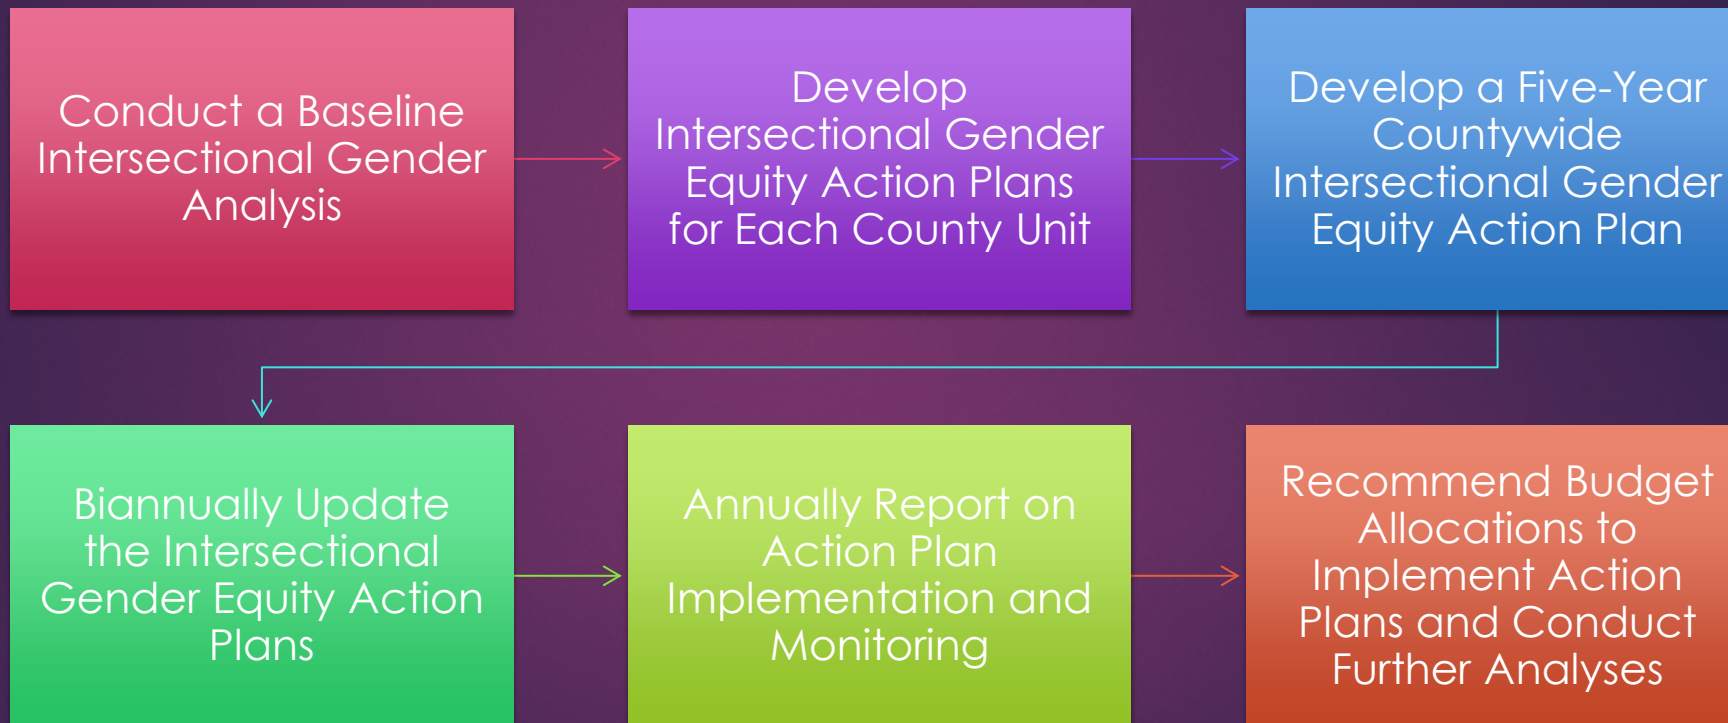 Conduct a Baseline
Intersectional Gender
Analysis
Develop
Intersectional Gender
Equity Action Plans
for Each County Unit
Develop a Five-Year
Countywide
Intersectional Gender
Equity Action Plan
Biannually Update
the Intersectional
Gender Equity Action
Plans
Annually Report on
Action Plan
Implementation and
Monitoring
Recommend Budget
Allocations to
Implement Action
Plans and Conduct
Further Analyses